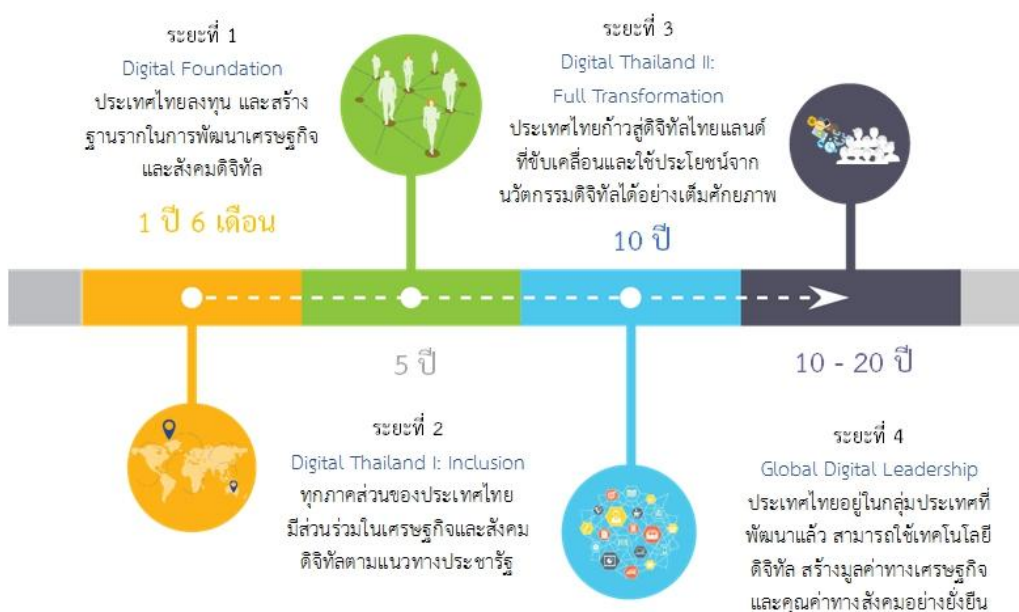 ระยะที่ 1
Digital Foundation
ประเทศไทยลงทุน และสร้าง
ฐานรากในการพัฒนาเศรษฐกิจ
และสังคมดิจิทัล
1 ปี 6 เดือน
ระยะที่ 2
Digital Thailand I: Inclusion
ทุกภาคส่วนของประเทศไทย
มีส่วนร่วมในเศรษฐกิจและสังคม
ดิจิทัลตามแนวทางประชารัฐ
5 ปี
ระยะที่ 3
Digital Thailand II:
Full Transformation
ประเทศไทยก้าวสู่ดิจิทัลไทยแลนด์
ที่ขับเคลื่อนและใช้ประโยชน์จาก
นวัตกรรมดิจิทัลได้อย่างเต็มศักยภาพ
10 ปี
10 - 20 ปี
ระยะที่ 4
Global Digital Leadership
ประเทศไทยอยู่ในกลุ่มประเทศที่
พัฒนาแล้ว สามารถใช้เทคโนโลยี
ดิจิทัล สร้างมูลค่าทางเศรษฐกิจ
และคุณค่าทางสังคมอย่างยั่งยืน